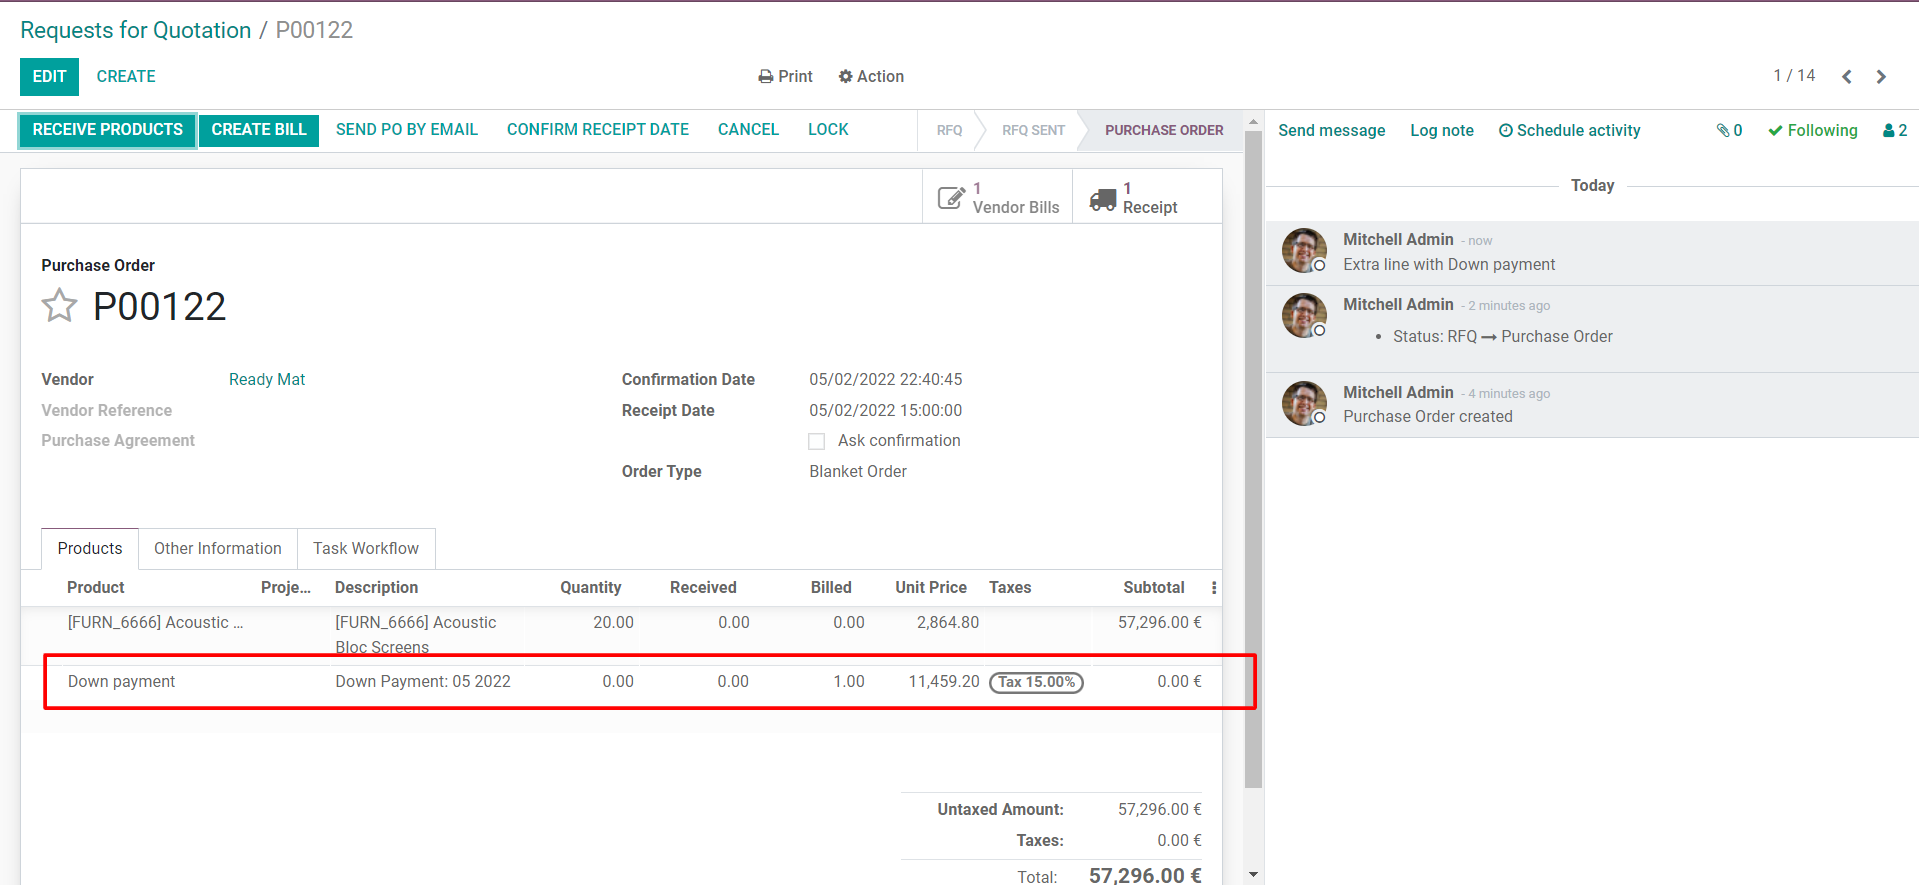 Requests for Quotation / P00122
EDIT CREATE Print Action 1 / 14
RECEIVE PRODUCTS CREATE BILL SEND PO BY EMAIL CONFIRM RECEIPT DATE CANCEL LOCK RFQ RFQ SENT PURCHASE ORDER
Send message Log note Schedule activity 0 Following 2
1 Vendor Bills
1 Receipt
Purchase Order
P00122
Vendor Ready Mat
Vendor Reference
Purchase Agreement
Confirmation Date 05/02/2022 22:40:45
Receipt Date 05/02/2022 15:00:00
Ask confirmation
Order Type Blanket Order
Products Other Information Task Workflow
Product Proje... Description Quantity Received Billed Unit Price Taxes Subtotal
[FURN_6666] Acoustic ... [FURN_6666] Acoustic 20.00 0.00 0.00 2,864.80 57,296.00 €
Bloc Screens
Down payment Down Payment: 05 2022 0.00 0.00 1.00 11,459.20 Tax 15.00% 0.00 €
Untaxed Amount: 57,296.00 €
Taxes: 0.00 €
Total: 57,296.00 €
Today
Mitchell Admin - now
Extra line with Down payment
Mitchell Admin - 2 minutes ago
• Status: RFQ → Purchase Order
Mitchell Admin - 4 minutes ago
Purchase Order created